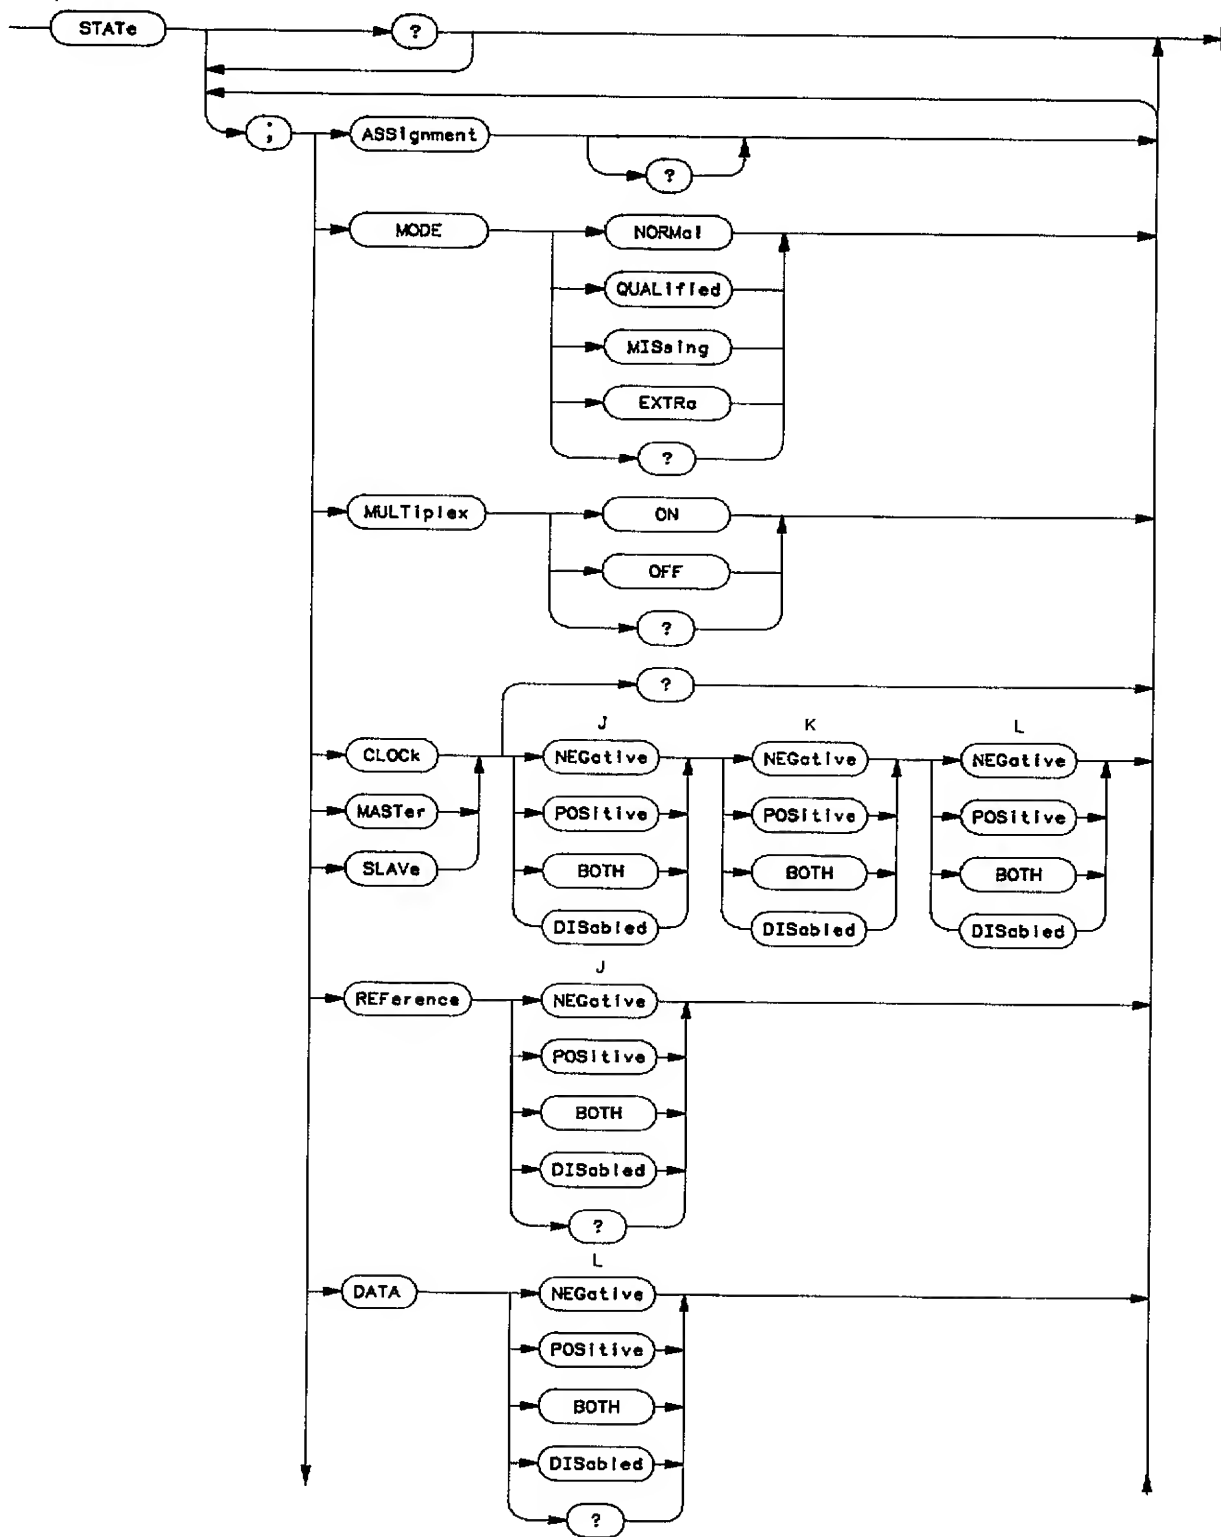 STATe
?
;
ASSignment
?
MODE
NORMal
QUALified
MISsing
EXTRa
?
MULTiplex
ON
OFF
?
?
J K L
CLOCk NEGative NEGative NEGative
MASTer POSitive POSitive POSitive
SLAVe BOTH BOTH BOTH
DISabled DISabled DISabled
J
REFerence NEGative
POSitive
BOTH
DISabled
?
L
DATA NEGative
POSitive
BOTH
DISabled
?